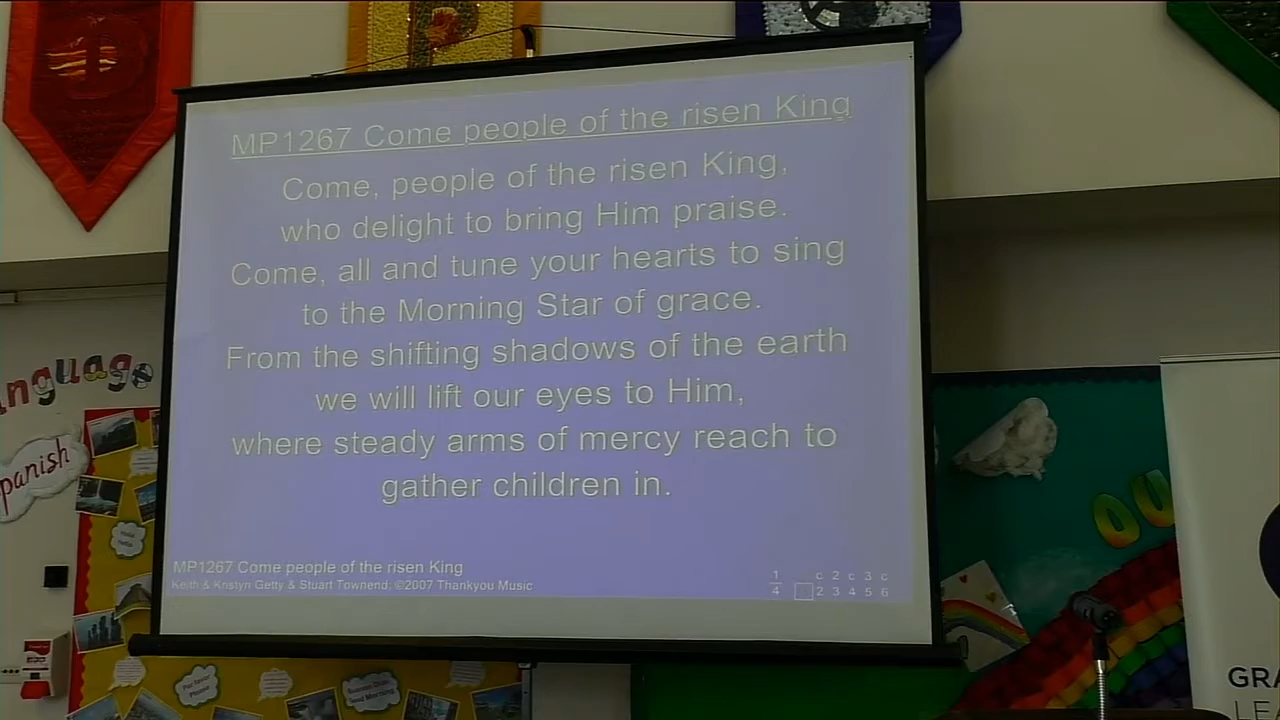 MP1267 Come people of the risen King
Come, people of the risen King,
who delight to bring Him praise.
Come, all and tune your hearts to sing
to the Morning Star of grace.
From the shifting shadows of the earth
we will lift our eyes to Him,
where steady arms of mercy reach to
gather children in.
MP1267 Come people of the risen King
Keith & Kristyn Getty & Stuart Townend, ©2007 Thankyou Music
1 c 2 c 3 c
4 2 3 4 5 6
anguage
panish
OU
GRA
LEA